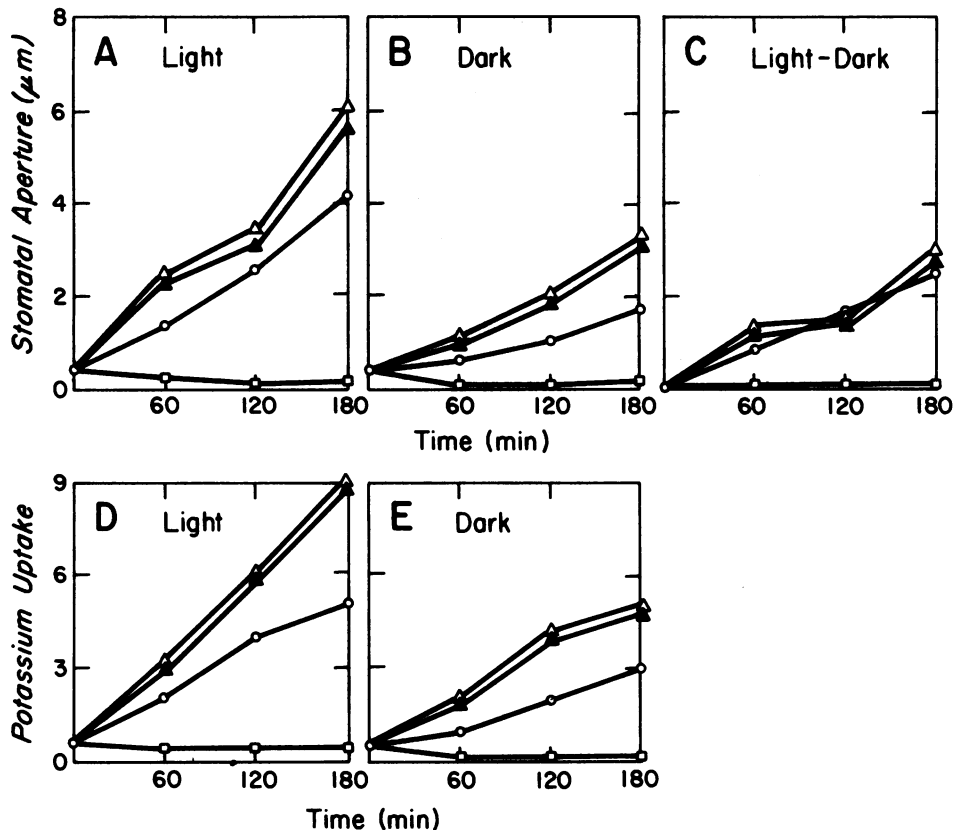 A Light
B Dark
C Light-Dark
Stomatal Aperture (μm)
8
6
4
2
0
60 120 180
60 120 180
60 120 180
Time (min)
D Light
E Dark
Potassium Uptake
9
6
3
0
60 120 180
60 120 180
Time (min)